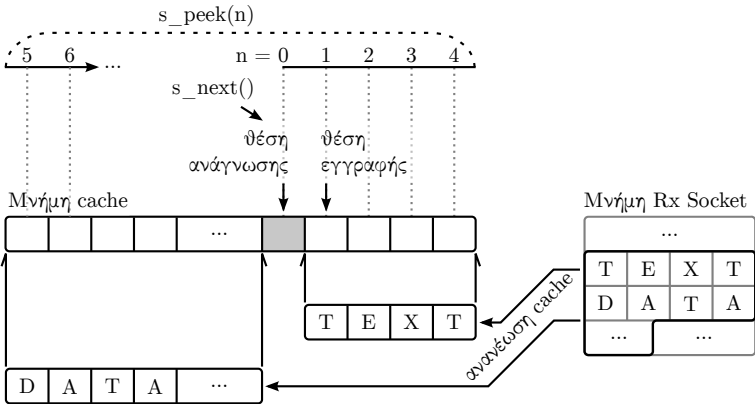 s_peek(n)
5 6 ... n = 0 1 2 3 4
s_next()
θέση ανάγνωσης
θέση εγγραφής
Μνήμη cache
...
Μνήμη Rx Socket
...
T E X T
D A T A
... ...
ανανέωση cache
T E X T
D A T A ...